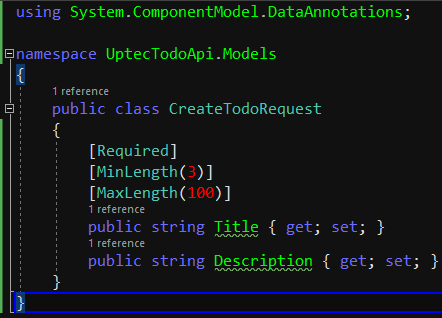 using System.ComponentModel.DataAnnotations;
namespace UptecTodoApi.Models
{
1 reference
public class CreateTodoRequest
{
[Required]
[MinLength(3)]
[MaxLength(100)]
1 reference
public string Title { get; set; }
1 reference
public string Description { get; set; }
}
}